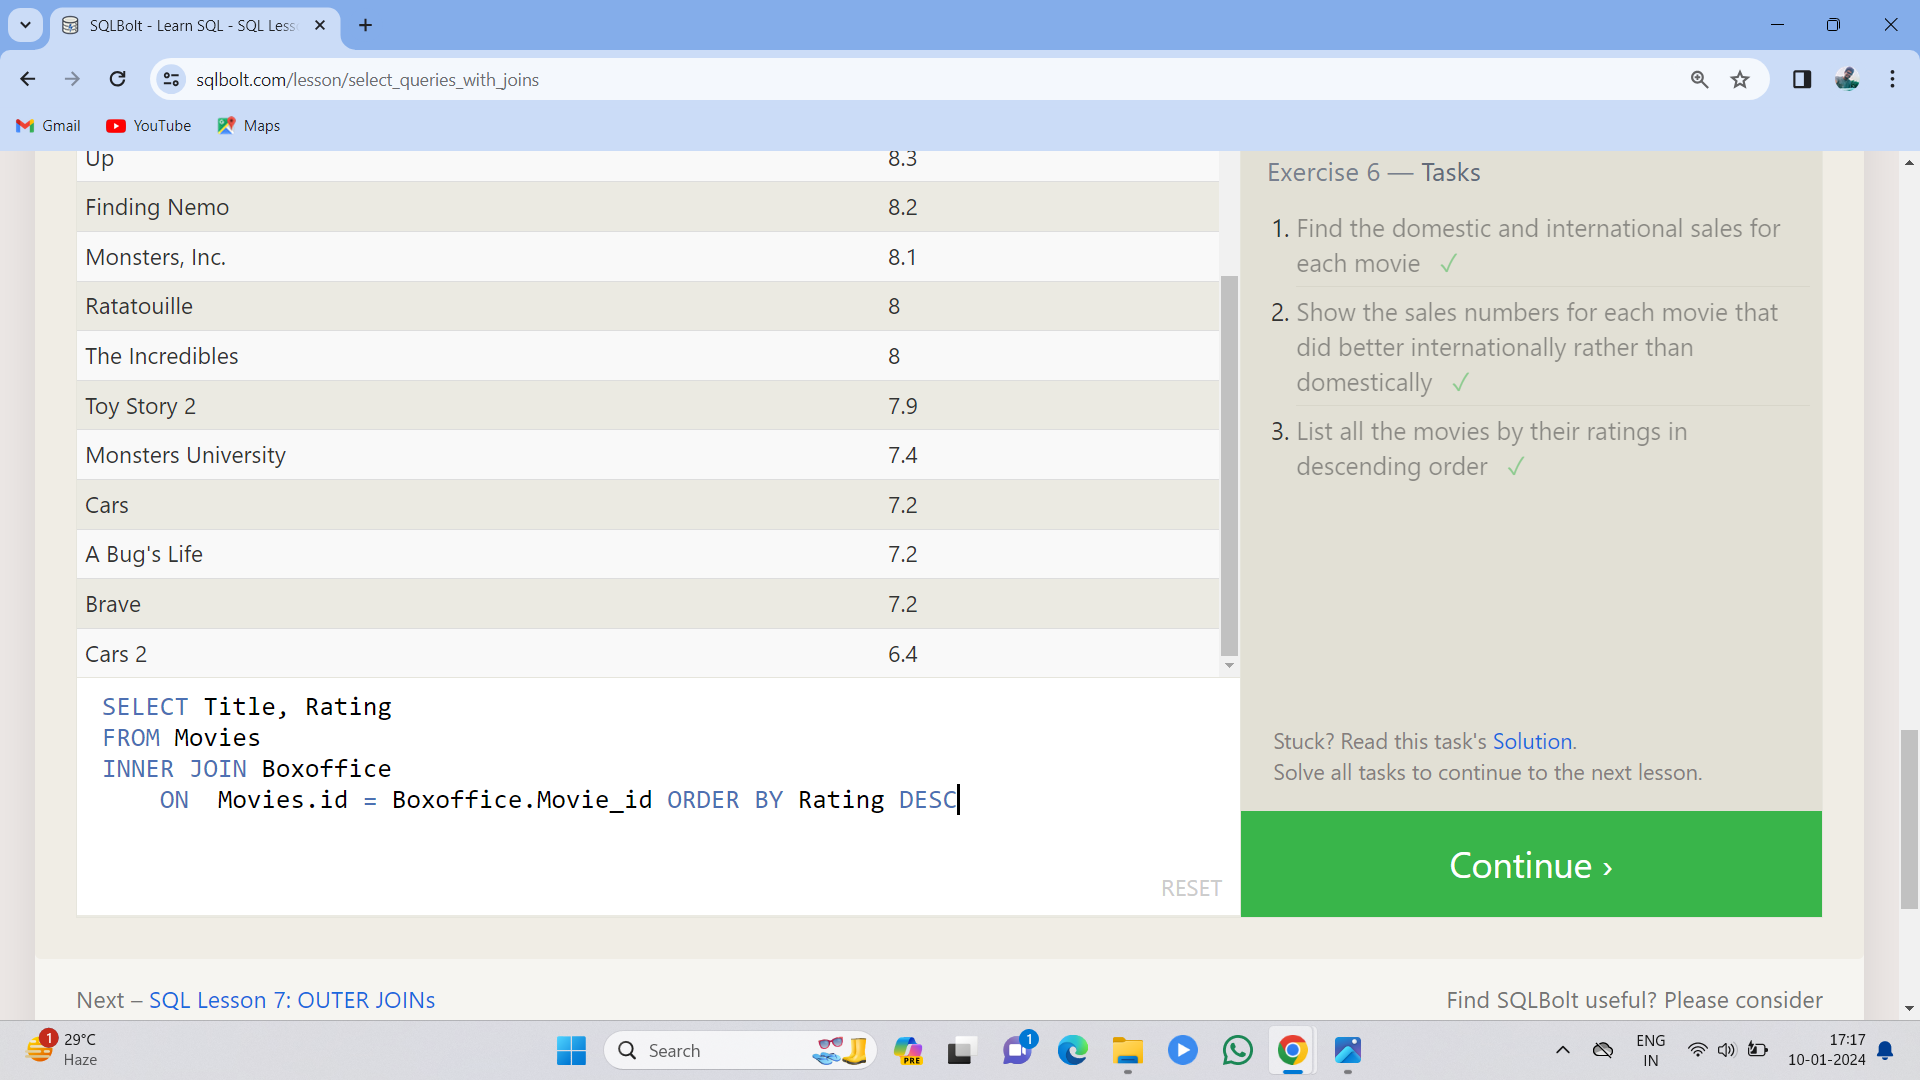 SQLBolt - Learn SQL - SQL Less
sqlbolt.com/lesson/select_queries_with_joins
Gmail YouTube Maps
Up 8.3
Finding Nemo 8.2
Monsters, Inc. 8.1
Ratatouille 8
The Incredibles 8
Toy Story 2 7.9
Monsters University 7.4
Cars 7.2
A Bug's Life 7.2
Brave 7.2
Cars 2 6.4
SELECT Title, Rating
FROM Movies
INNER JOIN Boxoffice
ON Movies.id = Boxoffice.Movie_id ORDER BY Rating DESC
RESET
Exercise 6 — Tasks
1. Find the domestic and international sales for
each movie ✓
2. Show the sales numbers for each movie that
did better internationally rather than
domestically ✓
3. List all the movies by their ratings in
descending order ✓
Stuck? Read this task's Solution.
Solve all tasks to continue to the next lesson.
Continue ›
Next – SQL Lesson 7: OUTER JOINs
Find SQLBolt useful? Please consider
1
29°C
Haze
Search
PRE
1
ENG
IN
17:17
10-01-2024